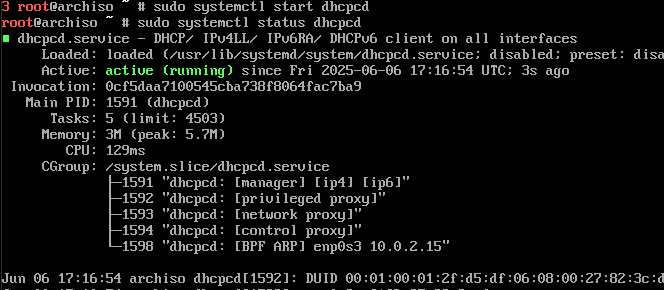 3 root@archiso ~ # sudo systemctl start dhcpcd
root@archiso ~ # sudo systemctl status dhcpcd
dhcpcd.service - DHCP/ IPv4LL/ IPv6RA/ DHCPv6 client on all interfaces
Loaded: loaded (/usr/lib/systemd/system/dhcpcd.service; disabled; preset: disa
Active: active (running) since Fri 2025-06-06 17:16:54 UTC; 3s ago
Invocation: 0cf5daa7100545cba738f8064fac7ba9
Main PID: 1591 (dhcpcd)
Tasks: 5 (limit: 4503)
Memory: 3M (peak: 5.7M)
CPU: 129ms
CGroup: /system.slice/dhcpcd.service
├─1591 "dhcpcd: [manager] [ip4] [ip6]"
├─1592 "dhcpcd: [privileged proxy]"
├─1593 "dhcpcd: [network proxy]"
├─1594 "dhcpcd: [control proxy]"
└─1598 "dhcpcd: [BPF ARP] enp0s3 10.0.2.15"
Jun 06 17:16:54 archiso dhcpcd[1592]: DUID 00:01:00:01:2f:d5:df:06:08:00:27:82:3c:d